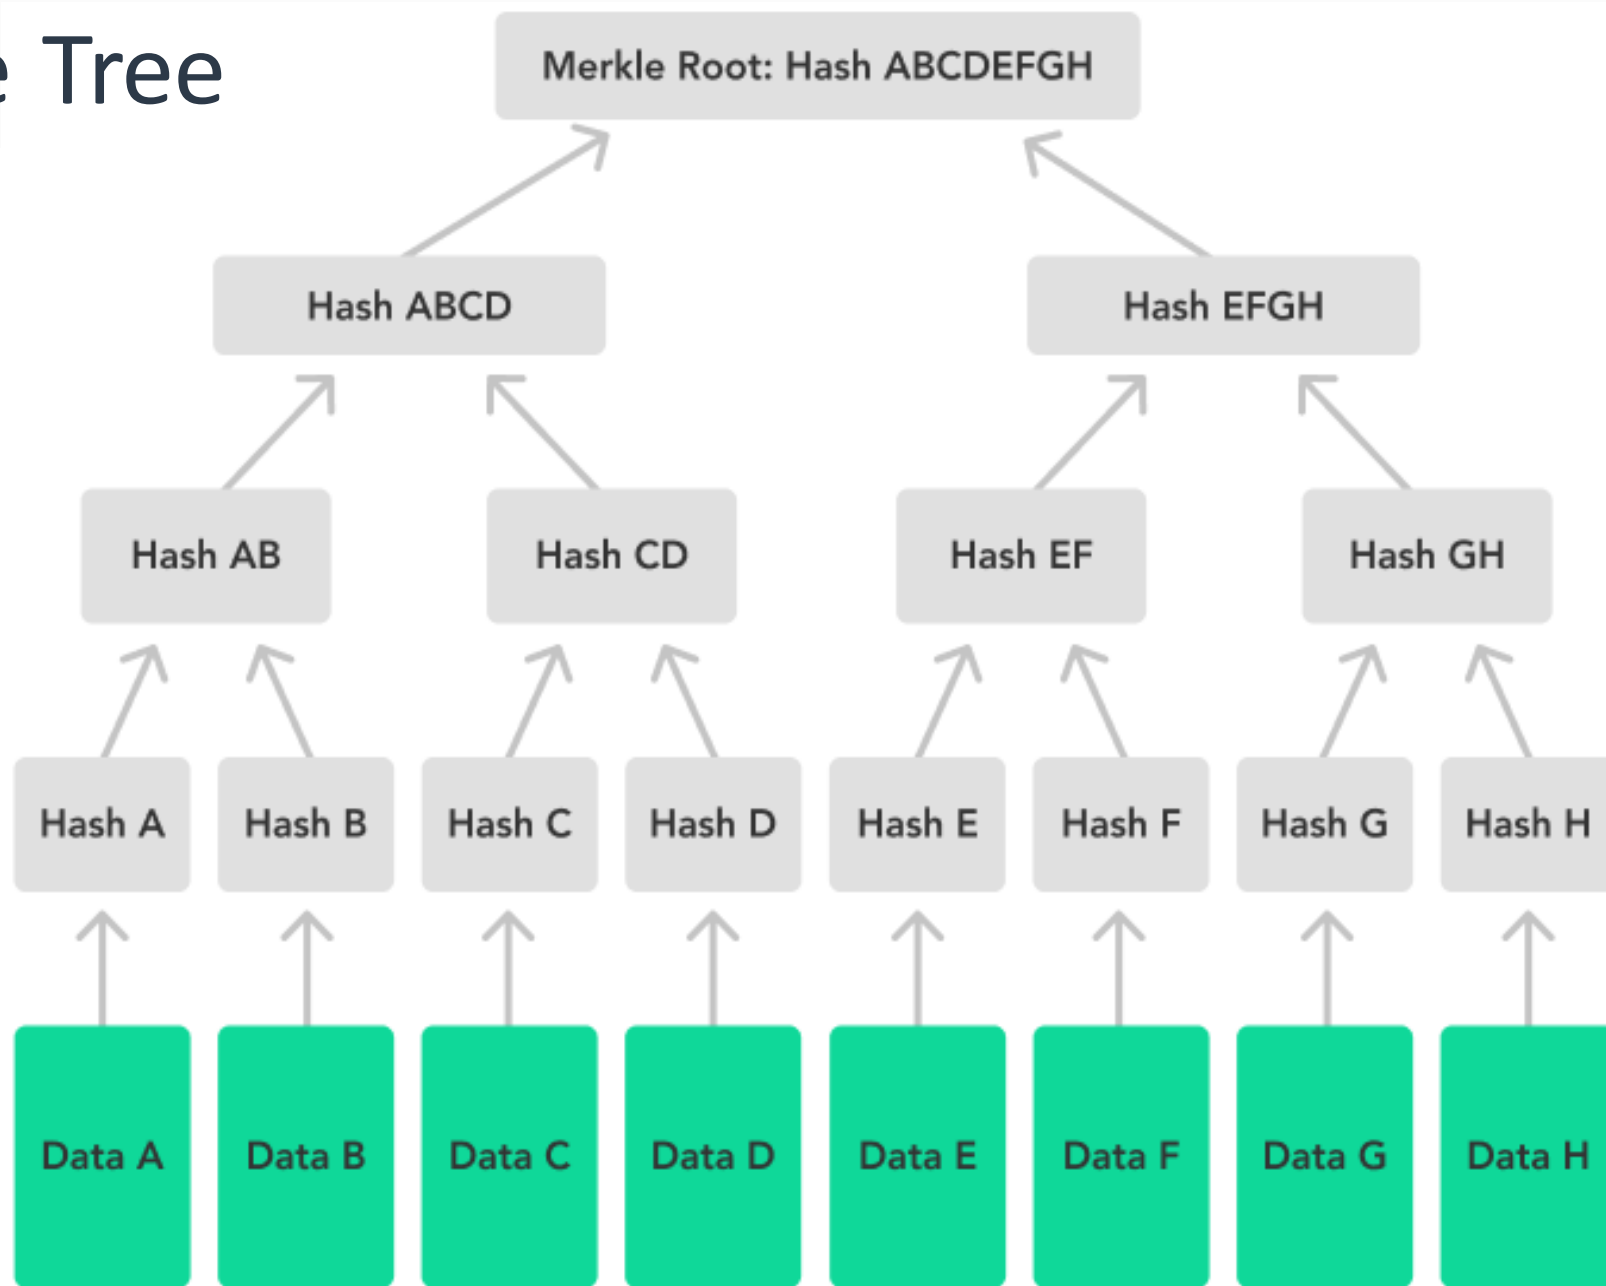 Tree
Merkle Root: Hash ABCDEFGH
Hash ABCD
Hash EFGH
Hash AB
Hash CD
Hash EF
Hash GH
Hash A
Hash B
Hash C
Hash D
Hash E
Hash F
Hash G
Hash H
Data A
Data B
Data C
Data D
Data E
Data F
Data G
Data H